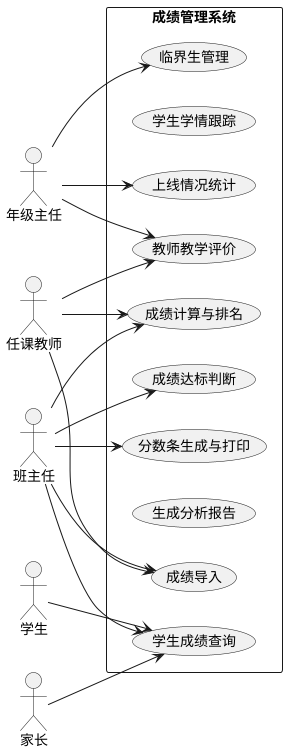 成绩管理系统
临界生管理
学生学情跟踪
上线情况统计
年级主任
教师教学评价
成绩计算与排名
任课教师
成绩达标判断
分数条生成与打印
班主任
生成分析报告
成绩导入
学生
学生成绩查询
家长